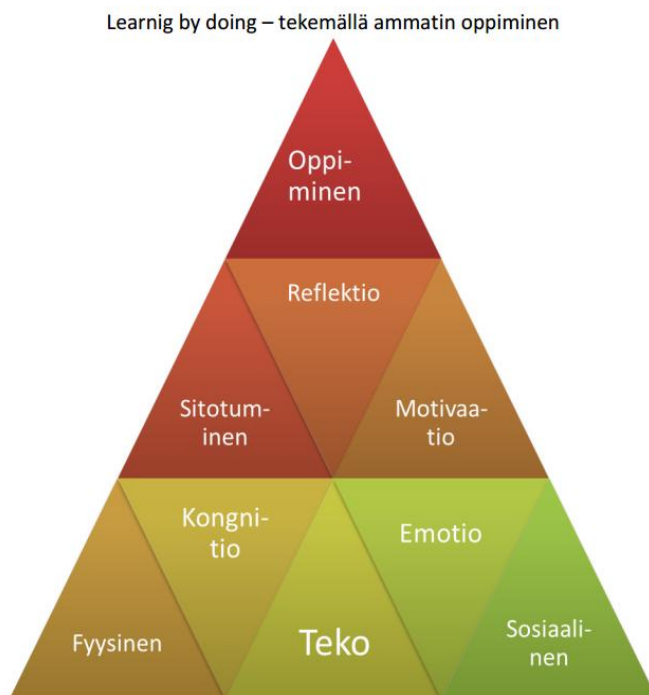 Learnig by doing – tekemällä ammatin oppiminen
Oppi-
minen
Reflektio
Sitotum-
inen
Motivaa-
tio
Kongni-
tio
Emotio
Fyysinen
Teko
Sosiaali-
nen